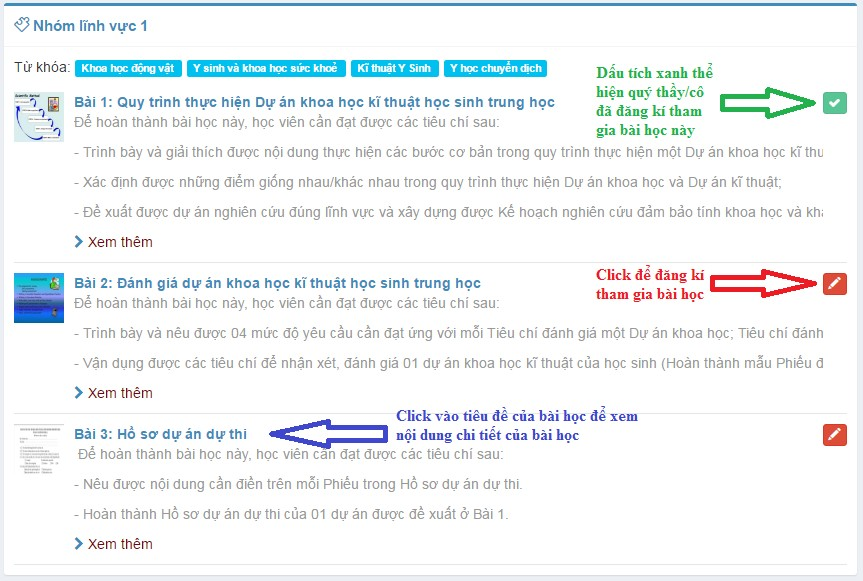 Nhóm lĩnh vực 1
Từ khóa: Khoa học động vật Y sinh và khoa học sức khoẻ Kĩ thuật Y Sinh Y học chuyển dịch
Bài 1: Quy trình thực hiện Dự án khoa học kĩ thuật học sinh trung học
Để hoàn thành bài học này, học viên cần đạt được các tiêu chí sau:
- Trình bày và giải thích được nội dung thực hiện các bước cơ bản trong quy trình thực hiện một Dự án khoa học kĩ thu
- Xác định được những điểm giống nhau/khác nhau trong quy trình thực hiện Dự án khoa học và Dự án kĩ thuật;
- Đề xuất được dự án nghiên cứu đúng lĩnh vực và xây dựng được Kế hoạch nghiên cứu đảm bảo tính khoa học và khả
Xem thêm
Dấu tích xanh thể
hiện quý thầy/cô
đã đăng kí tham
gia bài học này
Bài 2: Đánh giá dự án khoa học kĩ thuật học sinh trung học
Để hoàn thành bài học này, học viên cần đạt được các tiêu chí sau:
- Trình bày và nêu được 04 mức độ yêu cầu cần đạt ứng với mỗi Tiêu chí đánh giá một Dự án khoa học; Tiêu chí đánh
- Vận dụng được các tiêu chí để nhận xét, đánh giá 01 dự án khoa học kĩ thuật của học sinh (Hoàn thành mẫu Phiếu đ
Xem thêm
Click để đăng kí
tham gia bài học
Bài 3: Hồ sơ dự án dự thi
Để hoàn thành bài học này, học viên cần đạt được các tiêu chí sau:
- Nêu được nội dung cần điền trên mỗi Phiếu trong Hồ sơ dự án dự thi.
- Hoàn thành Hồ sơ dự án dự thi của 01 dự án được đề xuất ở Bài 1.
Xem thêm
Click vào tiêu đề của bài học để xem
nội dung chi tiết của bài học